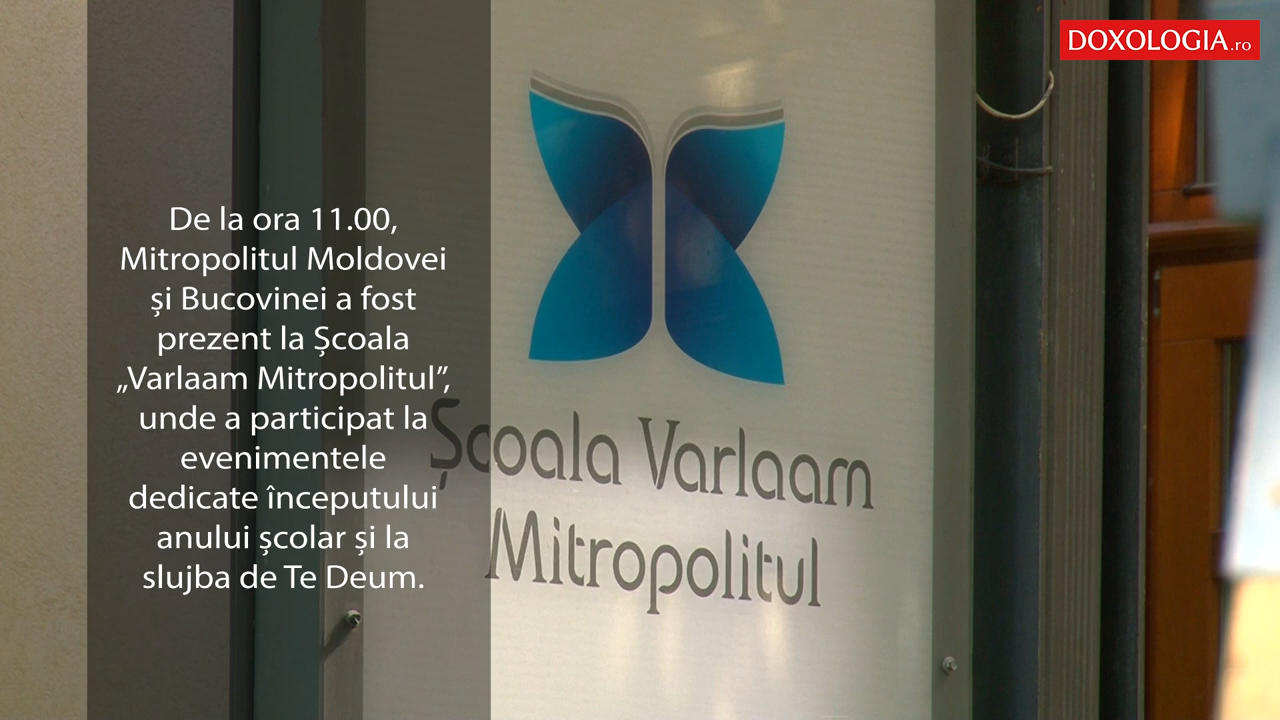 DOXOLOGIA.ro
De la ora 11.00,
Mitropolitul Moldovei
și Bucovinei a fost
prezent la Școala
„Varlaam Mitropolitul”,
unde a participat la
evenimentele
dedicate începutului
anului școlar și la
slujba de Te Deum.
Școala Varlaam
Mitropolitul